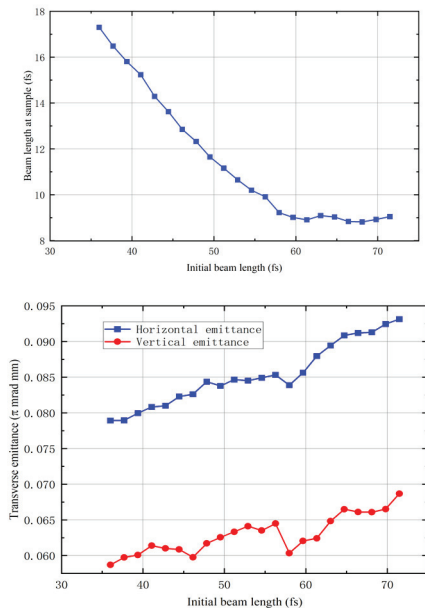 18
16
14
12
10
8
30 40 50 60 70
Beam length at sample (fs)
Initial beam length (fs)
0.095
0.090
0.085
0.080
0.070
0.065
0.060
30 40 50 60 70
Transverse emittance (π mrad mm)
Horizontal emittance
Vertical emittance
Initial beam length (fs)